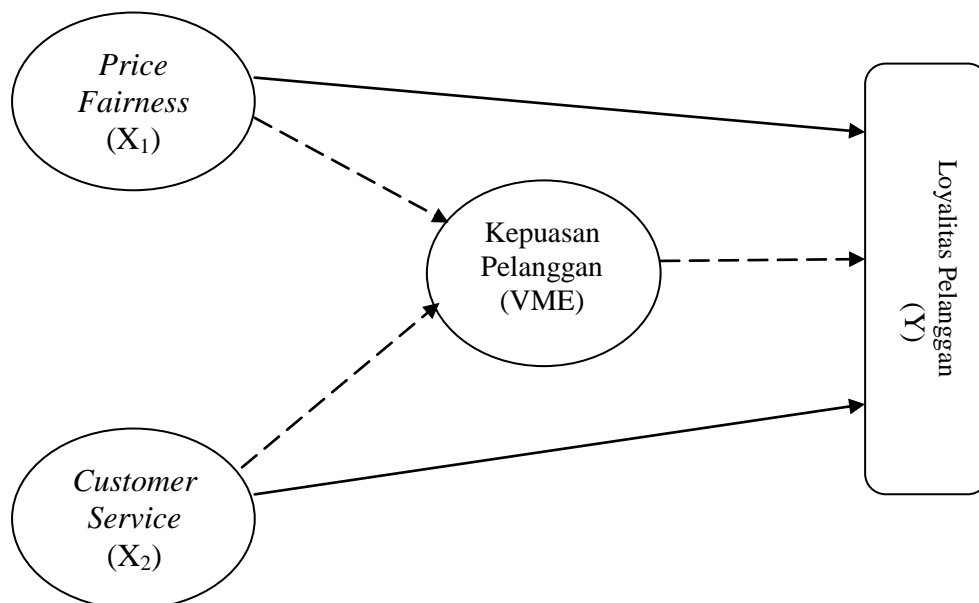 Price
Fairness
(X₁)
Kepuasan
Pelanggan
(VME)
Loyalitas Pelanggan
(Y)
Customer
Service
(X₂)